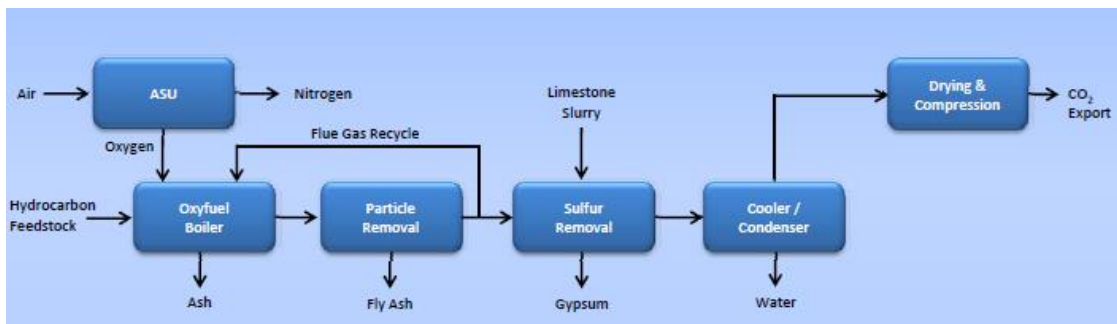 Air
ASU
Nitrogen
Limestone
Slurry
Drying &
Compression
CO₂
Export
Oxygen
Flue Gas Recycle
Hydrocarbon
Feedstock
Oxyfuel
Boiler
Particle
Removal
Sulfur
Removal
Cooler /
Condenser
Ash
Fly Ash
Gypsum
Water